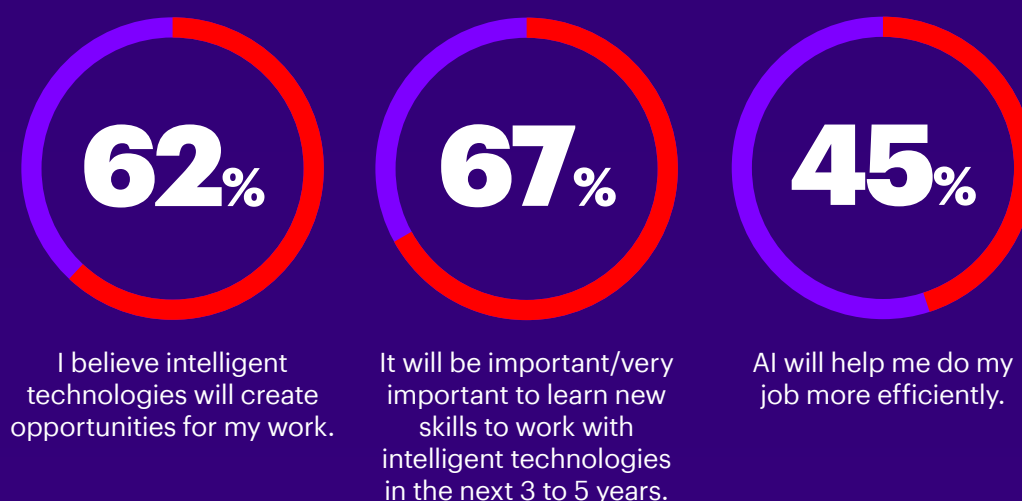 62%
I believe intelligent
technologies will create
opportunities for my work.
67%
It will be important/very
important to learn new
skills to work with
intelligent technologies
in the next 3 to 5 years.
45%
AI will help me do my
job more efficiently.